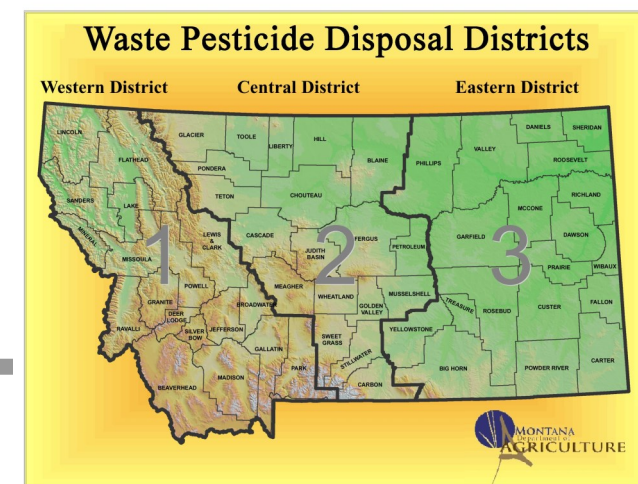 Waste Pesticide Disposal Districts
Western District
Central District
Eastern District
LINCOLN
FLATHEAD
SANDERS
LAKE
MINERAL
MISSOULA
1
LEWIS
&
CLARK
POWELL
GRANITE
DEER
LODGE
RAVALLI
SILVER
BOW
JEFFERSON
BROADWATER
GALLATIN
MADISON
BEAVERHEAD
PARK
GLACIER
TOOLE
LIBERTY
HILL
BLAINE
PONDERA
TETON
CHOUTEAU
CASCADE
JUDITH
BASIN
2
FERGUS
PETROLEUM
MEAGHER
WHEATLAND
GOLDEN
VALLEY
MUSSELSHELL
SWEET
GRASS
STILLWATER
CARBON
PHILLIPS
VALLEY
DANIELS
SHERIDAN
ROOSEVELT
RICHLAND
MCCONE
GARFIELD
3
DAWSON
PRAIRIE
WIBAUX
TREASURE
ROSEBUD
CUSTER
FALLON
YELLOWSTONE
BIG HORN
POWDER RIVER
CARTER
MONTANA
Department of
AGRICULTURE